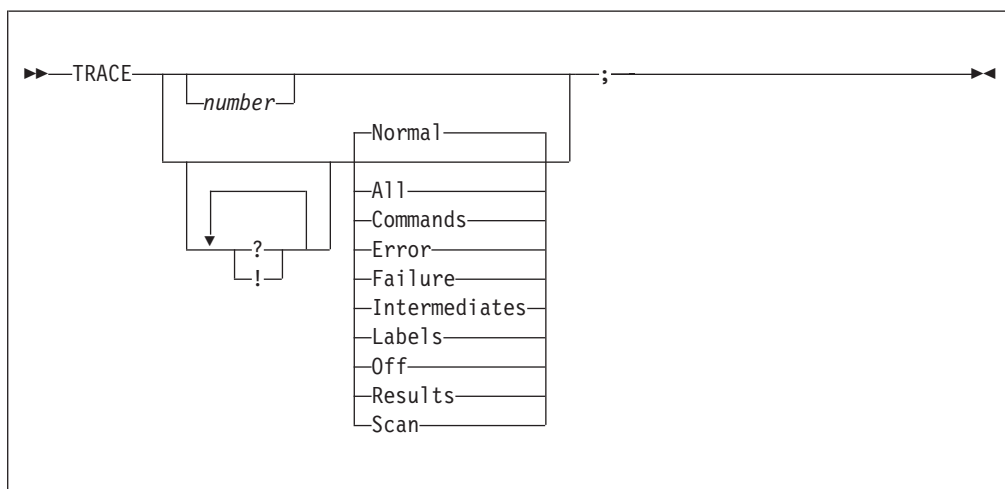 TRACE ;
number
Normal
All
Commands
Error
?
Failure
!
Intermediates
Labels
Off
Results
Scan